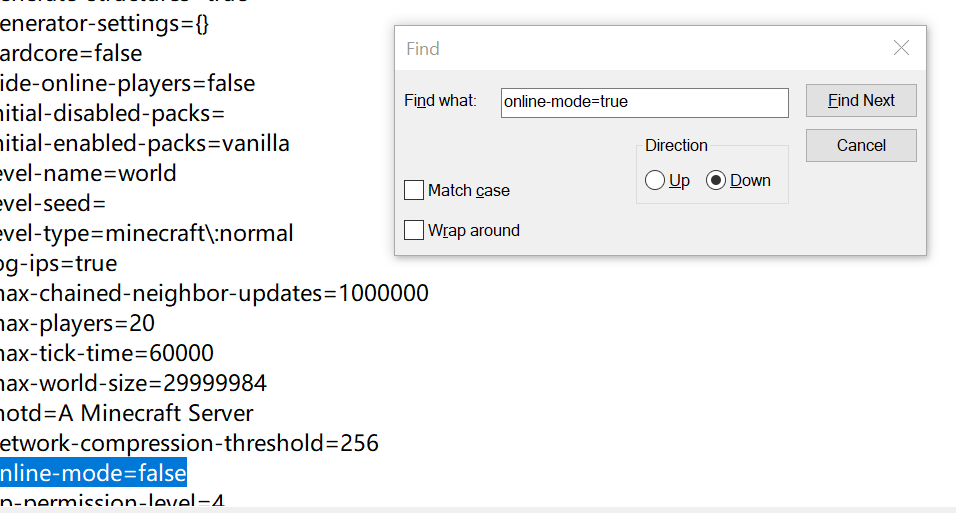 enerate-structures=true
enerator-settings={}
ardcore=false
ide-online-players=false
nitial-disabled-packs=
nitial-enabled-packs=vanilla
evel-name=world
evel-seed=
evel-type=minecraft\:normal
og-ips=true
nax-chained-neighbor-updates=1000000
nax-players=20
nax-tick-time=60000
nax-world-size=29999984
notd=A Minecraft Server
etwork-compression-threshold=256
nline-mode=false
p-permission-level=4
Find
Find what:
online-mode=true
Find Next
Cancel
Direction
Up
Down
Match case
Wrap around